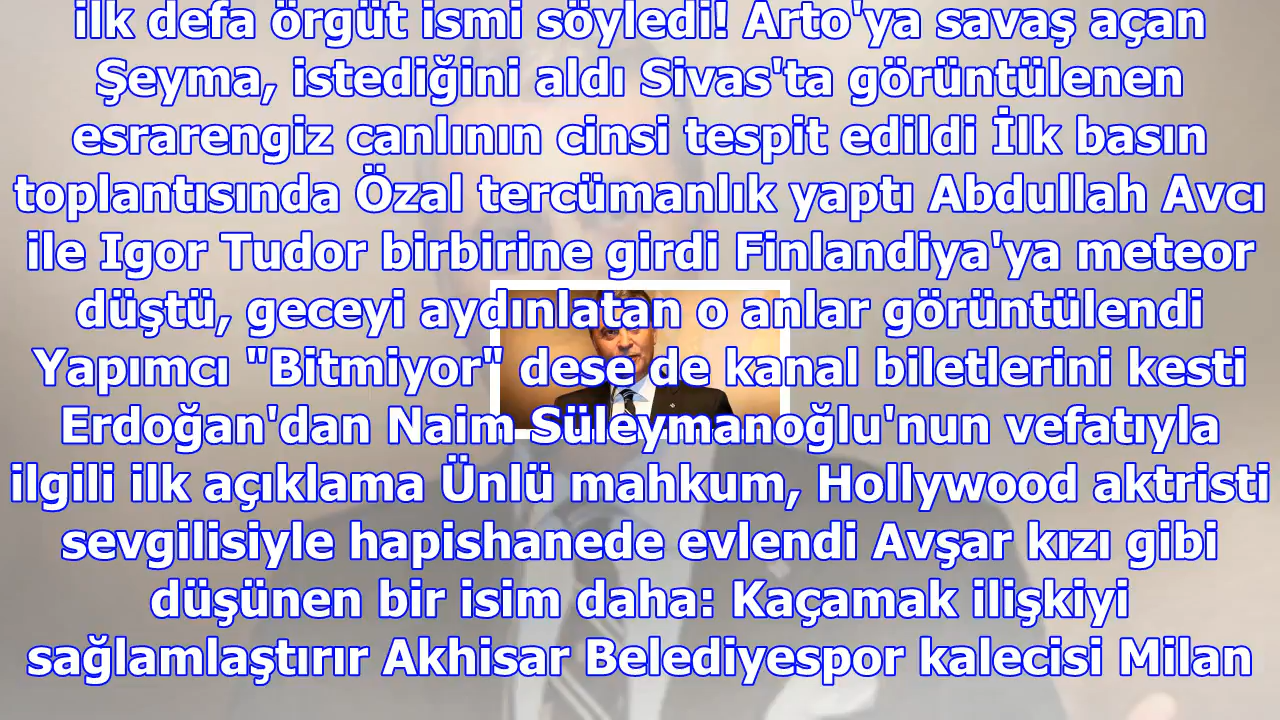 ilk defa örgüt ismi söyledi! Arto'ya savaş açan
Şeyma, istediğini aldı Sivas'ta görüntülenen
esrarengiz canlının cinsi tespit edildi İlk basın
toplantısında Özal tercümanlık yaptı Abdullah Avcı
ile Igor Tudor birbirine girdi Finlandiya'ya meteor
düştü, geceyi aydınlatan o anlar görüntülendi
Yapımcı "Bitmiyor" dese de kanal biletlerini kesti
Erdoğan'dan Naim Süleymanoğlu'nun vefatıyla
ilgili ilk açıklama Ünlü mahkum, Hollywood aktristi
sevgilisiyle hapishanede evlendi Avşar kızı gibi
düşünen bir isim daha: Kaçamak ilişkiyi
sağlamlaştırır Akhisar Belediyespor kalecisi Milan